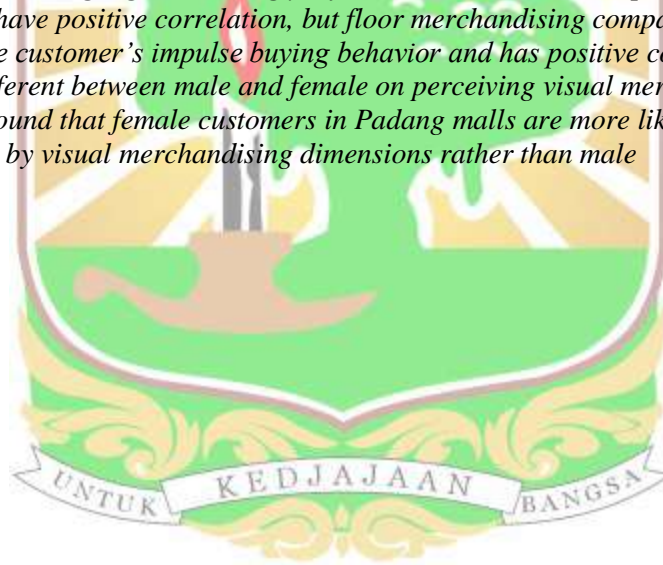 have positive correlation, but floor merchandising compa
e customer's impulse buying behavior and has positive co
fferent between male and female on perceiving visual mer
ound that female customers in Padang malls are more lik
by visual merchandising dimensions rather than male
UNTUK KEDJAJAAN BANGSA